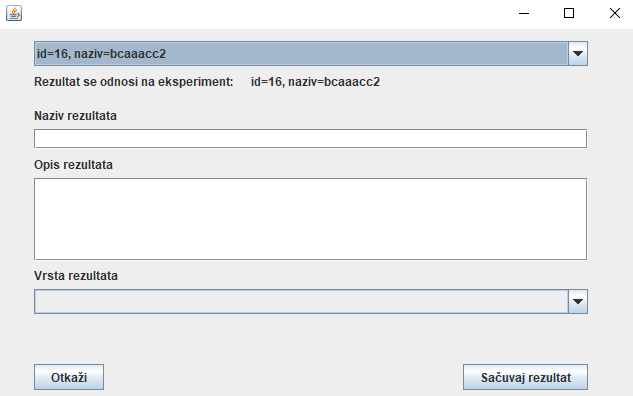 id=16, naziv=bcaaacc2
Rezultat se odnosi na eksperiment: id=16, naziv=bcaaacc2
Naziv rezultata
Opis rezultata
Vrsta rezultata
Otkaži Sačuvaj rezultat